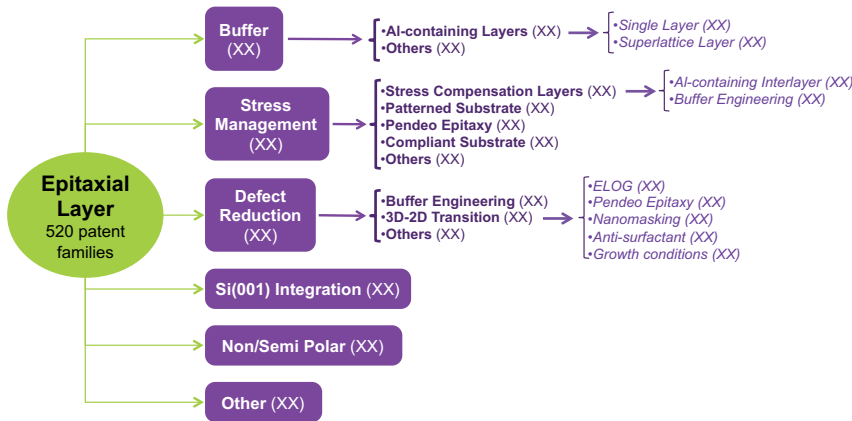 Epitaxial
Layer
520 patent
families
Buffer
(XX)
•Al-containing Layers (XX)
•Others (XX)
•Single Layer (XX)
•Superlattice Layer (XX)
Stress
Management
(XX)
•Stress Compensation Layers (XX)
•Patterned Substrate (XX)
•Pendeo Epitaxy (XX)
•Compliant Substrate (XX)
•Others (XX)
•Al-containing Interlayer (XX)
•Buffer Engineering (XX)
Defect
Reduction
(XX)
•Buffer Engineering (XX)
•3D-2D Transition (XX)
•Others (XX)
•ELOG (XX)
•Pendeo Epitaxy (XX)
•Nanomasking (XX)
•Anti-surfactant (XX)
•Growth conditions (XX)
Si(001) Integration (XX)
Non/Semi Polar (XX)
Other (XX)